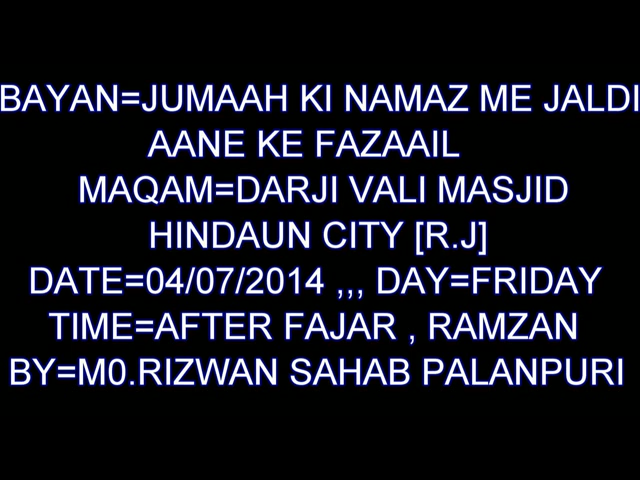 BAYAN=JUMAAH KI NAMAZ ME JALDI
AANE KE FAZAAIL
MAQAM=DARJI VALI MASJID
HINDAUN CITY [R.J]
DATE=04/07/2014 ,,, DAY=FRIDAY
TIME=AFTER FAJAR , RAMZAN
BY=M0.RIZWAN SAHAB PALANPURI